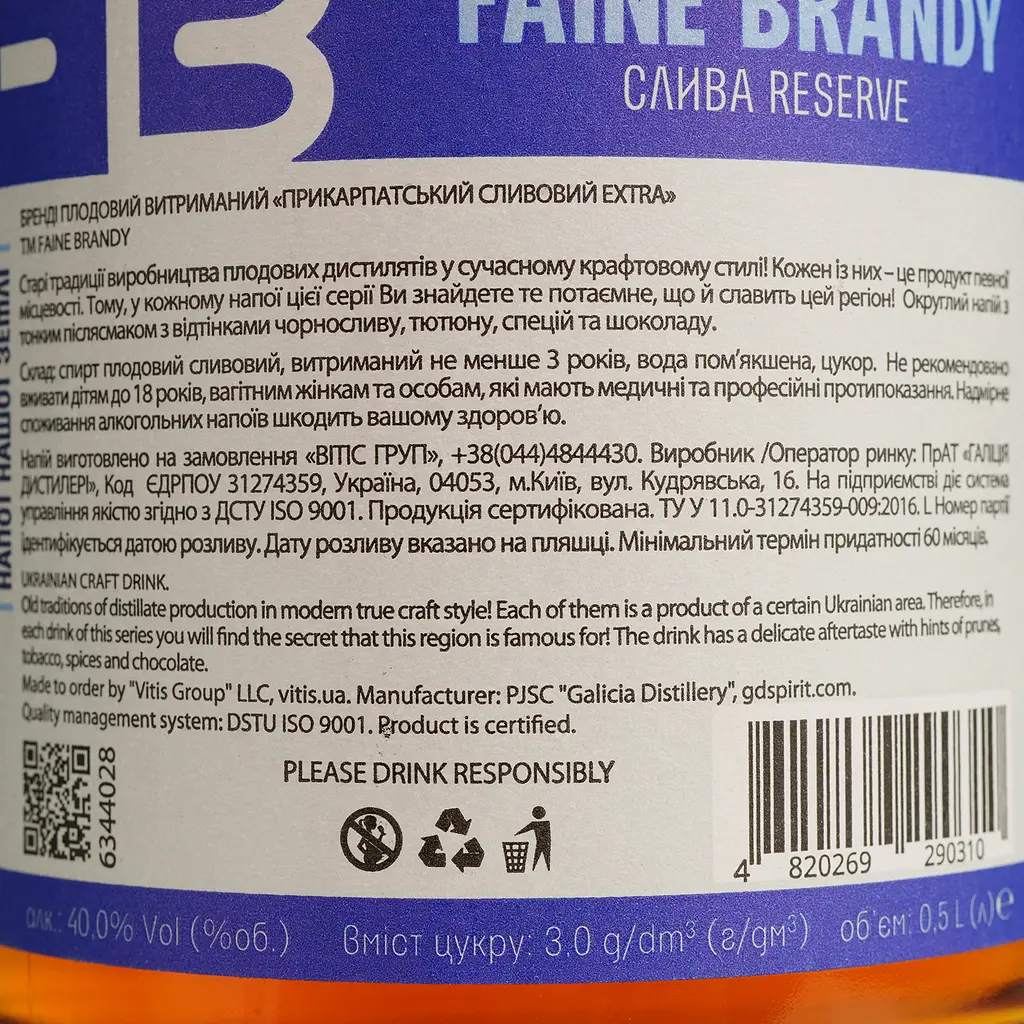 FAINE BRANDY
СЛИВА RESERVE
БРЕНДІ ПЛОДОВИЙ ВИТРИМАНИЙ «ПРИКАРПАТСЬКИЙ СЛИВОВИЙ EXTRA»
TM FAINE BRANDY
Старі традиції виробництва плодових дистилятів у сучасному крафтовому стилі! Кожен із них – це продукт певної
місцевості. Тому, у кожному напої цієї серії Ви знайдете те потаємне, що й славить цей регіон! Округлий напій з
тонким післясмаком з відтінками чорносливу, тютюну, спецій та шоколаду.
Склад: спирт плодовий сливовий, витриманий не менше 3 років, вода пом'якшена, цукор. Не рекомендовано
вживати дітям до 18 років, вагітним жінкам та особам, які мають медичні та професійні протипоказання. Надмірне
споживання алкогольних напоїв шкодить вашому здоров'ю.
Напій виготовлено на замовлення «ВІТІС ГРУП», +38(044)4844430. Виробник /Оператор ринку: ПрАТ «ГАЛІЦІЯ
ДИСТИЛЕРІ», Код ЄДРПОУ 31274359, Україна, 04053, м.Київ, вул. Кудрявська, 16. На підприємстві діє система
управління якістю згідно з ДСТУ ISO 9001. Продукція сертифікована. ТУ У 11.0-31274359-009:2016. L Номер партії
ідентифікується датою розливу. Дату розливу вказано на пляшці. Мінімальний термін придатності 60 місяців.
UKRAINIAN CRAFT DRINK.
Old traditions of distillate production in modern true craft style! Each of them is a product of a certain Ukrainian area. Therefore, in
each drink of this series you will find the secret that this region is famous for! The drink has a delicate aftertaste with hints of prunes,
tobacco, spices and chocolate.
Made to order by "Vitis Group" LLC, vitis.ua. Manufacturer: PJSC "Galicia Distillery", gdspirit.com.
Quality management system: DSTU ISO 9001. Product is certified.
6344028
PLEASE DRINK RESPONSIBLY
4 820269 290310
алк.: 40,0% Vol (%об.) Вміст цукру: 3.0 g/dm³ (г/дм³) об'єм: 0,5 L (л) e
НАПОЇ НАШОЇ ЗЕМЛІ